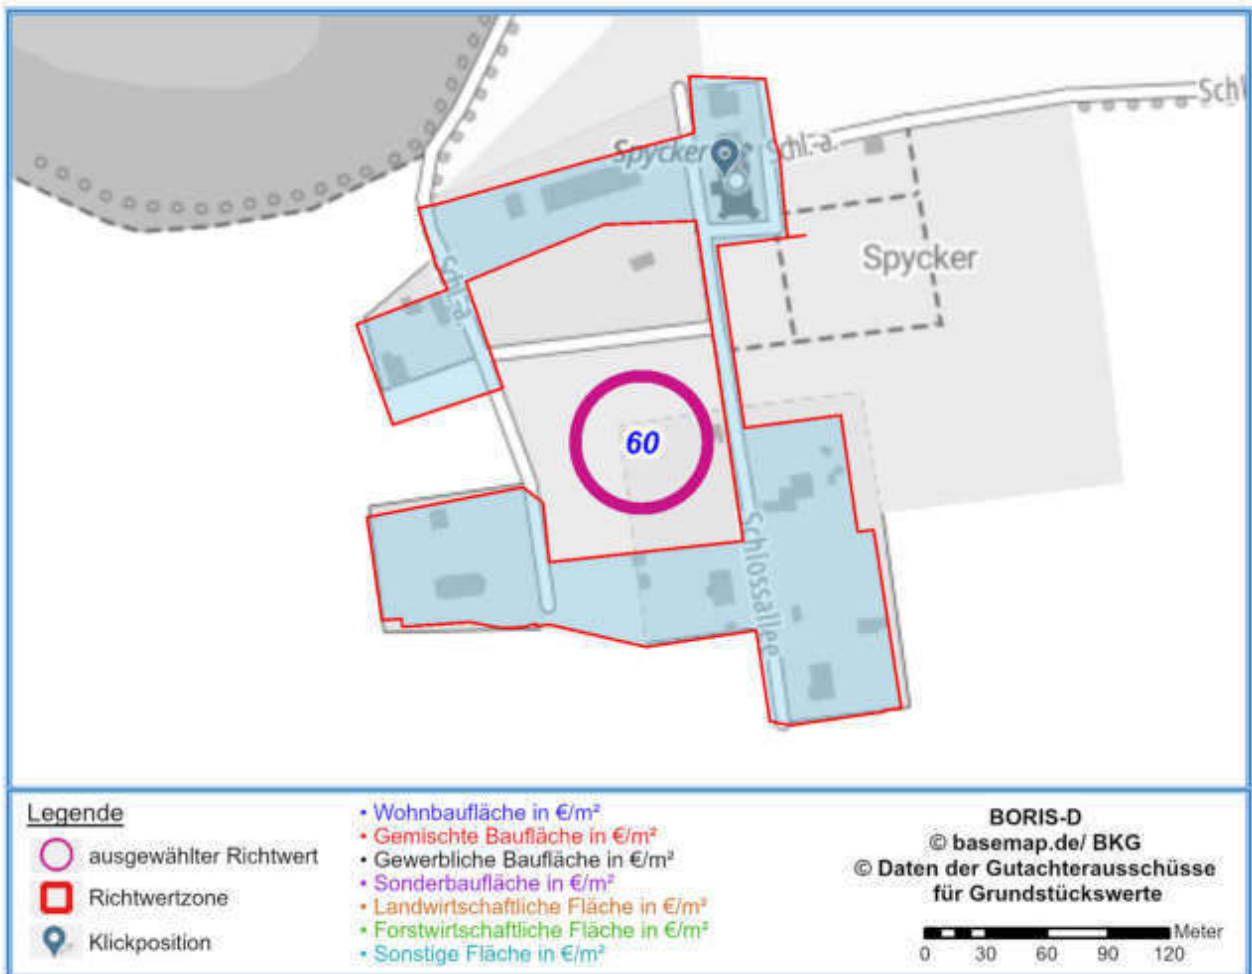 Schl
Spycker
Schl.-a.
Spycker
Schl.-a.
60
Schlossallee
Legende
ausgewählter Richtwert
Richtwertzone
Klickposition
• Wohnbaufläche in €/m²
• Gemischte Baufläche in €/m²
• Gewerbliche Baufläche in €/m²
• Sonderbaufläche in €/m²
• Landwirtschaftliche Fläche in €/m²
• Forstwirtschaftliche Fläche in €/m²
• Sonstige Fläche in €/m²
BORIS-D
© basemap.de/ BKG
© Daten der Gutachterausschüsse
für Grundstückswerte
Meter
0 30 60 90 120